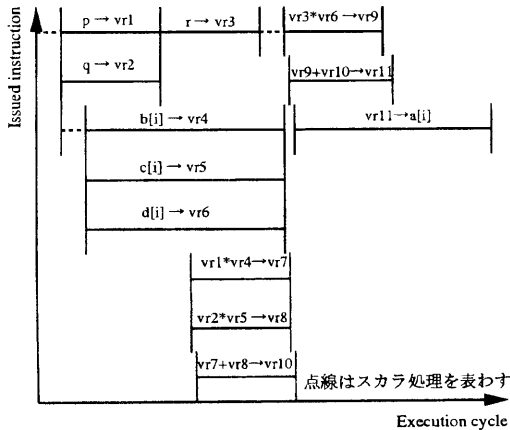 Issued instruction
p → vr1
r → vr3
vr3*vr6 → vr9
q → vr2
vr9+vr10→vr11
b[i] → vr4
vr11→a[i]
c[i] → vr5
d[i] → vr6
vr1*vr4→vr7
vr2*vr5 →vr8
vr7+vr8→vr10
点線はスカラ処理を表わす
Execution cycle